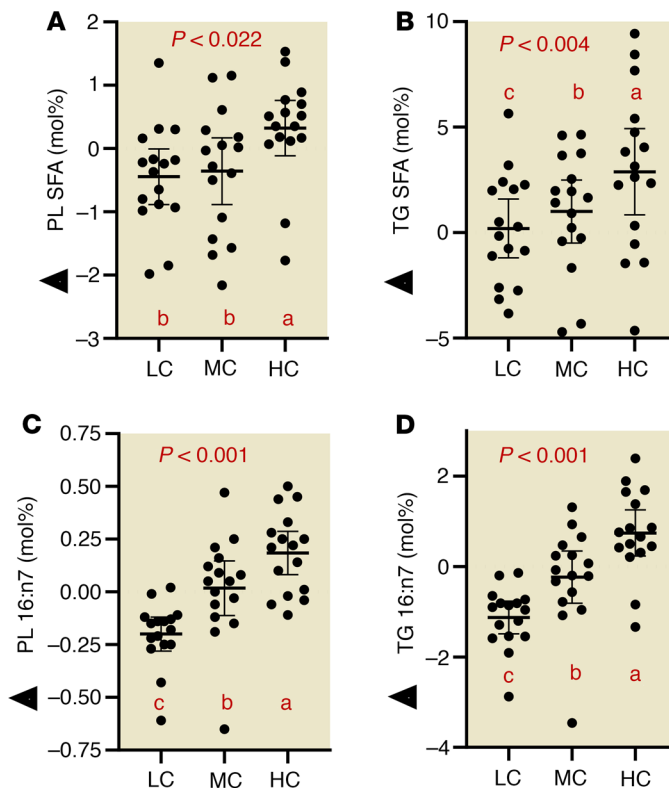 A
P < 0.022
PL SFA (mol%)
2
1
0
−1
−2
−3
b b a
LC MC HC
B
P < 0.004
TG SFA (mol%)
10
5
0
−5
c b a
LC MC HC
C
P < 0.001
PL 16:n7 (mol%)
0.75
0.50
0.25
0.00
−0.25
−0.50
−0.75
c b a
LC MC HC
D
P < 0.001
TG 16:n7 (mol%)
2
0
−2
−4
c b a
LC MC HC